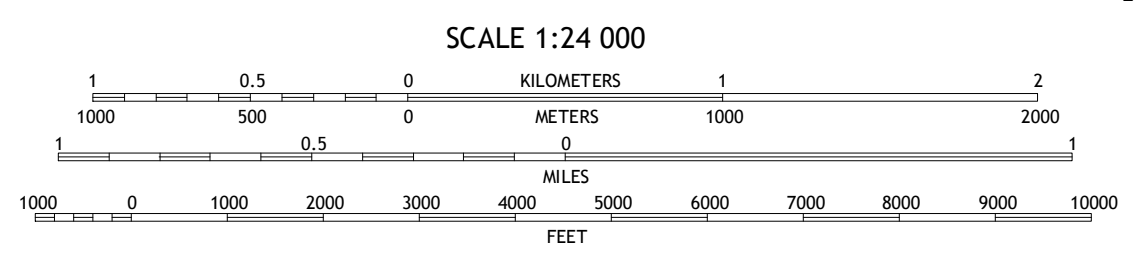 SCALE 1:24 000
1 0.5 0 KILOMETERS 1 2
1000 500 0 METERS 1000 2000
1 0.5 0 1
MILES
1000 0 1000 2000 3000 4000 5000 6000 7000 8000 9000 10000
FEET